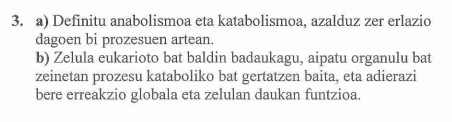 3. a) Definitu anabolismoa eta katabolismoa, azalduz zer erlazio
dagoen bi prozesuen artean.
b) Zelula eukarioto bat baldin badaukagu, aipatu organulu bat
zeinetan prozesu kataboliko bat gertatzen baita, eta adierazi
bere erreakzio globala eta zelulan daukan funtzioa.